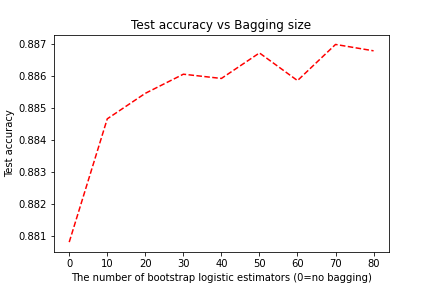 Test accuracy vs Bagging size
0.887
0.886
0.885
0.884
0.883
0.882
0.881
Test accuracy
0 10 20 30 40 50 60 70 80
The number of bootstrap logistic estimators (0=no bagging)